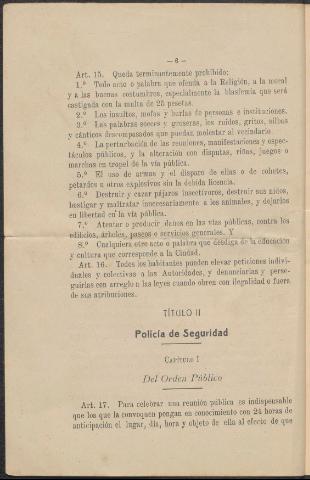 — 6 —
Art. 15. Queda terminantemente prohibido:
1.º Todo acto o palabra que ofenda a la Religión, a la moral
y a las buenas costumbres, especialmente la blasfemia que será
castigada con la multa de 25 pesetas.
2.º Los insultos, mofas y burlas de personas e instituciones.
3.º Las palabras soeces y groseras, los ruidos, gritos, silbos
y cánticos descompasados que puedan molestar al vecindario.
4.º La perturbación de las reuniones, manifestaciones y espec-
táculos públicos, y la alteración con disputas, riñas, juegos o
marchas en tropel de la vía pública.
5.º El uso de armas y el disparo de ellas o de cohetes,
petardos u otros explosivos sin la debida licencia.
6.º Destruir y cazar pájaros insectívoros, destruir sus nidos,
hostigar y maltratar innecesariamente a los animales, y dejarlos
en libertad en la vía pública.
7.º Atentar o producir daños en las vías públicas, contra los
edificios, árboles, paseos o servicios generales. Y
8.º Cualquiera otro acto o palabra que desdiga de la educación
y cultura que corresponde a la Ciudad.
Art. 16. Todos los habitantes pueden elevar peticiones indivi-
duales y colectivas a las Autoridades, y denunciarlas y perse-
guirlas con arreglo a las leyes cuando obren con ilegalidad o fuera
de sus atribuciones.
TÍTULO II
Policía de Seguridad
CAPÍTULO I
Del Orden Público
Art. 17. Para celebrar una reunión pública es indispensable
que los que la convoquen pongan en conocimiento con 24 horas de
anticipación el lugar, día, hora y objeto de ella al efecto de que